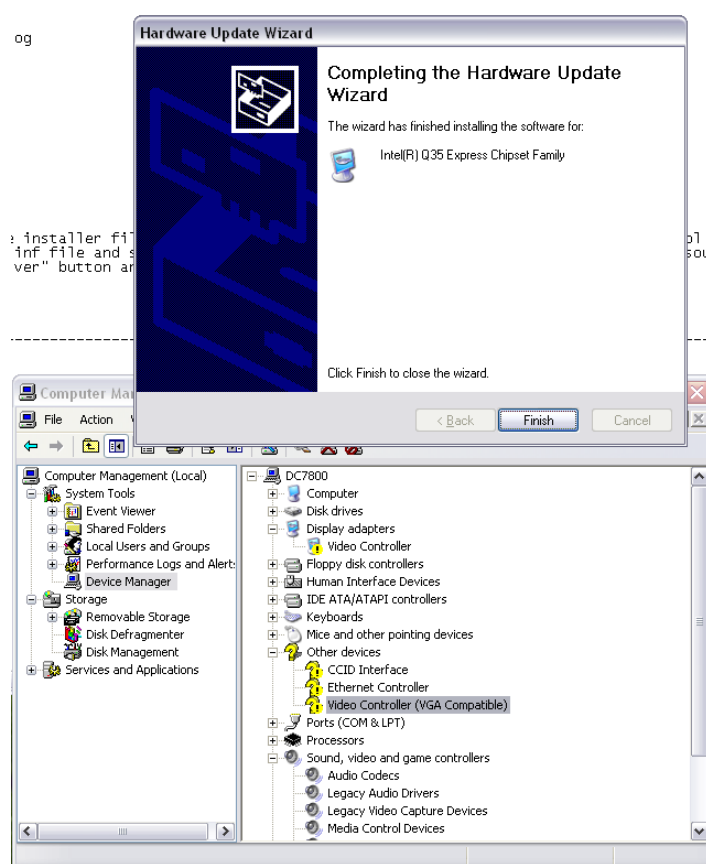 og
Hardware Update Wizard
Completing the Hardware Update
Wizard
The wizard has finished installing the software for:
Intel(R) Q35 Express Chipset Family
installer fil
inf file and s
ver" button an
ol
sou
Click Finish to close the wizard.
< Back
Finish
Cancel
Computer Ma
File
Action
Computer Management (Local)
System Tools
Event Viewer
Shared Folders
Local Users and Groups
Performance Logs and Alert
Device Manager
Storage
Removable Storage
Disk Defragmenter
Disk Management
Services and Applications
DC7800
Computer
Disk drives
Display adapters
Video Controller
Floppy disk controllers
Human Interface Devices
IDE ATA/ATAPI controllers
Keyboards
Mice and other pointing devices
Other devices
CCID Interface
Ethernet Controller
Video Controller (VGA Compatible)
Ports (COM & LPT)
Processors
Sound, video and game controllers
Audio Codecs
Legacy Audio Drivers
Legacy Video Capture Devices
Media Control Devices